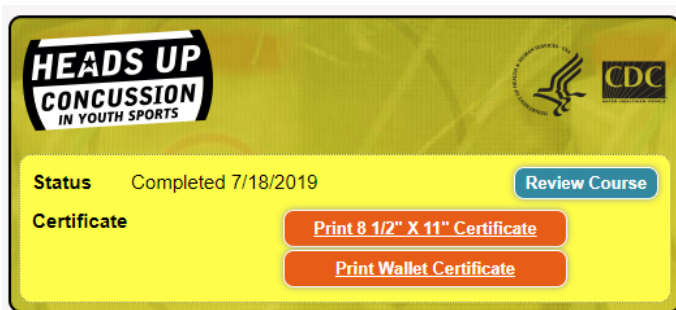 HEADS UP
CONCUSSION
IN YOUTH SPORTS
CDC
Status Completed 7/18/2019 Review Course
Certificate
Print 8 1/2" X 11" Certificate
Print Wallet Certificate